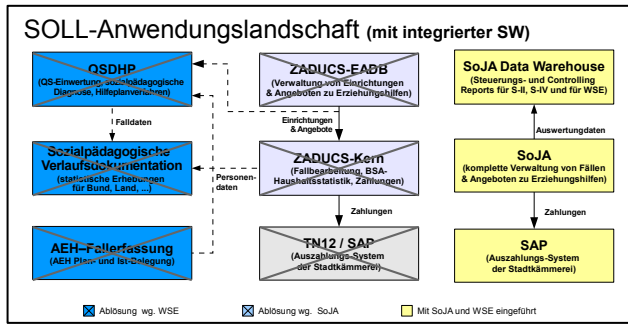 SOLL-Anwendungslandschaft (mit integrierter SW)
QSDHP
(QS-Einwertung, sozialpädagogische
Diagnose, Hilfeplanverfahren)
ZADUCS-EADB
(Verwaltung von Einrichtungen
& Angeboten zu Erziehungshilfen)
SoJA Data Warehouse
(Steuerungs- und Controlling
Reports für S-II, S-IV und für WSE)
Falldaten
Einrichtungen
& Angebote
Auswertungdaten
Sozialpädagogische
Verlaufsdokumentation
(statistische Erhebungen
für Bund, Land, ...)
Personen-
daten
ZADUCS-Kern
(Fallbearbeitung, BSA-
Haushaltsstatistik, Zahlungen)
SoJA
(komplette Verwaltung von Fällen
& Angeboten zu Erziehungshilfen)
Zahlungen
Zahlungen
AEH–Fallerfassung
(AEH Plan- und Ist-Belegung)
TN12 / SAP
(Auszahlungs-System
der Stadtkämmerei)
SAP
(Auszahlungs-System
der Stadtkämmerei)
Ablösung wg. WSE
Ablösung wg. SoJA
Mit SoJA und WSE eingeführt